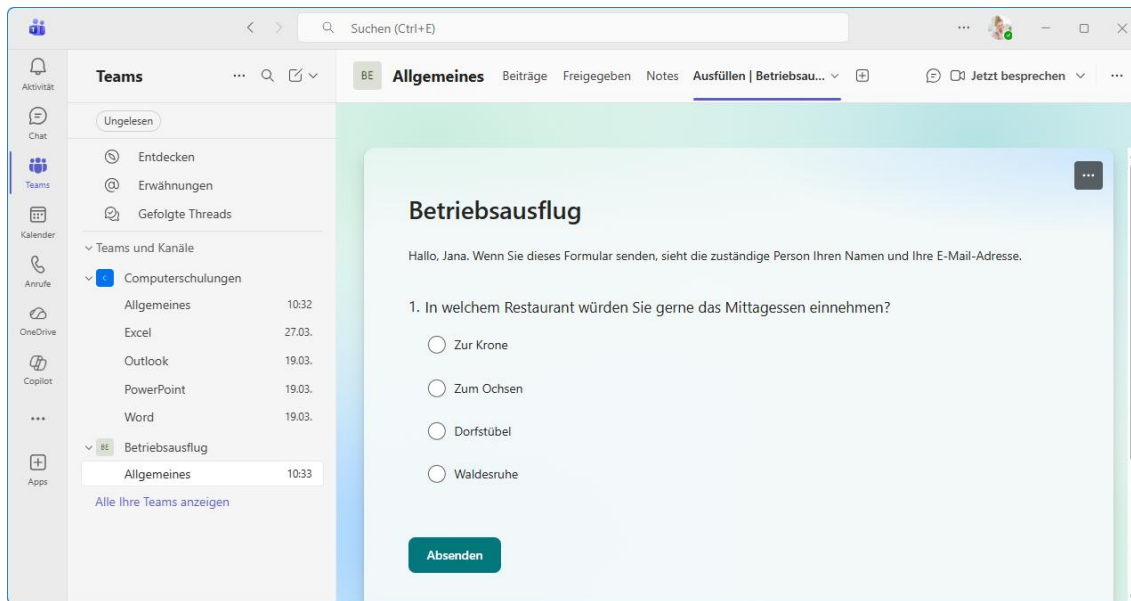 Suchen (Ctrl+E)
Aktivität
Chat
Teams
Kalender
Anrufe
OneDrive
Copilot
Apps
Teams
Ungelesen
Entdecken
Erwähnungen
Gefolgte Threads
Teams und Kanäle
C Computerschulungen
Allgemeines 10:32
Excel 27.03.
Outlook 19.03.
PowerPoint 19.03.
Word 19.03.
BE Betriebsausflug
Allgemeines 10:33
Alle Ihre Teams anzeigen
BE Allgemeines Beiträge Freigegeben Notes Ausfüllen | Betriebsau... Jetzt besprechen
Betriebsausflug
Hallo, Jana. Wenn Sie dieses Formular senden, sieht die zuständige Person Ihren Namen und Ihre E-Mail-Adresse.
1. In welchem Restaurant würden Sie gerne das Mittagessen einnehmen?
Zur Krone
Zum Ochsen
Dorfstübel
Waldesruhe
Absenden